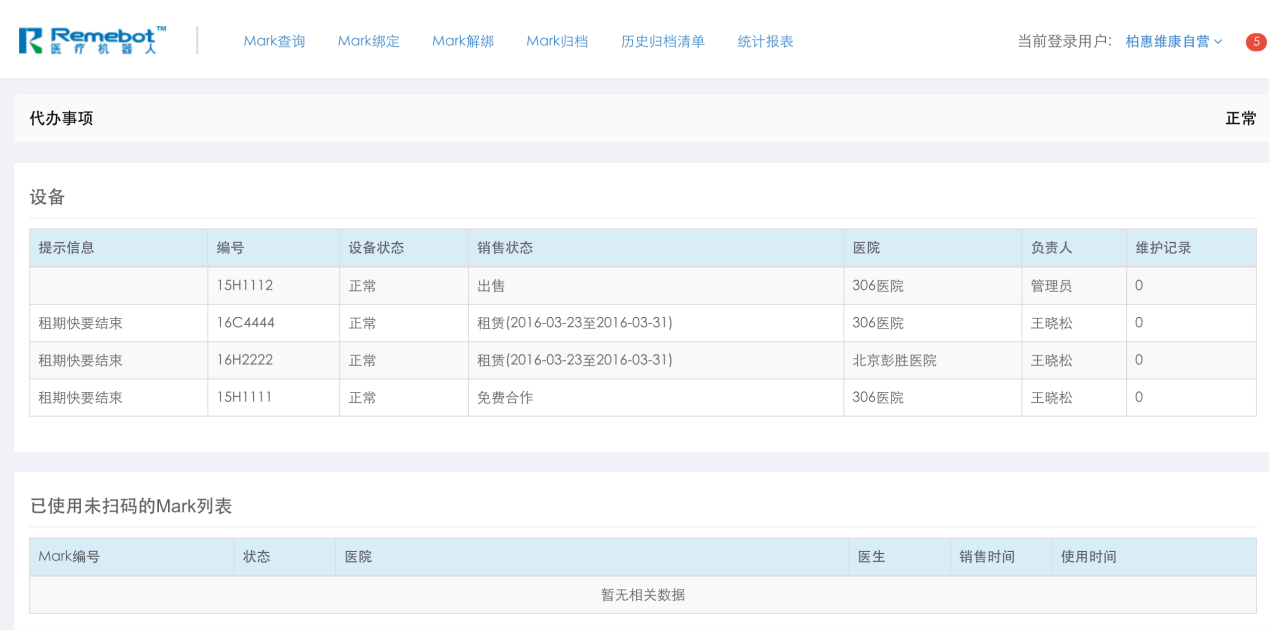 Remebot™
医疗机器人
Mark查询 Mark绑定 Mark解绑 Mark归档 历史归档清单 统计报表 当前登录用户: 柏惠维康自营 5
代办事项 正常
设备
提示信息 编号 设备状态 销售状态 医院 负责人 维护记录
15H1112 正常 出售 306医院 管理员 0
租期快要结束 16C4444 正常 租赁(2016-03-23至2016-03-31) 306医院 王晓松 0
租期快要结束 16H2222 正常 租赁(2016-03-23至2016-03-31) 北京彭胜医院 王晓松 0
租期快要结束 15H1111 正常 免费合作 306医院 王晓松 0
已使用未扫码的Mark列表
Mark编号 状态 医院 医生 销售时间 使用时间
暂无相关数据